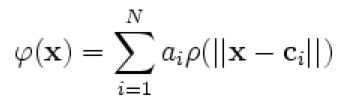 φ(x) = ∑_{i=1}^{N} a_i ρ(||x − c_i||)